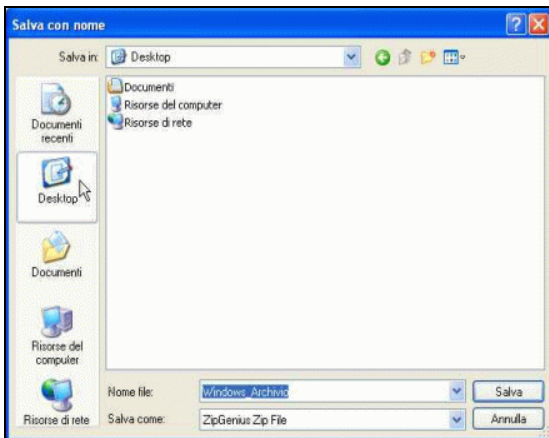 Salva con nome
Salva in:
Desktop
Documenti recenti
Desktop
Documenti
Risorse del computer
Risorse di rete
Documenti
Risorse del computer
Risorse di rete
Nome file:
Windows_Archivio
Salva
Salva come:
ZipGenius Zip File
Annulla